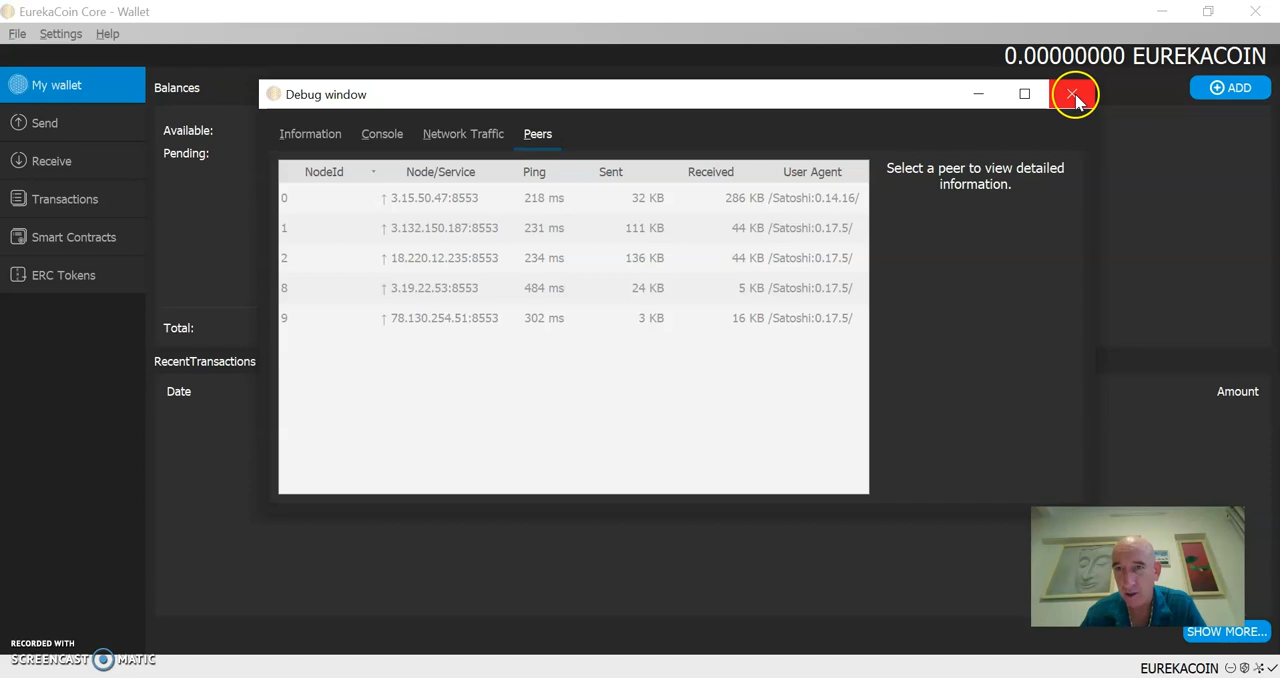 EurekaCoin Core - Wallet
File Settings Help
0.00000000 EUREKACOIN
My wallet
Balances
ADD
Debug window
Send
Available:
Information Console Network Traffic Peers
Receive
Pending:
NodeId Node/Service Ping Sent Received User Agent
Select a peer to view detailed
information.
0 ↑ 3.15.50.47:8553 218 ms 32 KB 286 KB /Satoshi:0.14.16/
Transactions
1 ↑ 3.132.150.187:8553 231 ms 111 KB 44 KB /Satoshi:0.17.5/
Smart Contracts
2 ↑ 18.220.12.235:8553 234 ms 136 KB 44 KB /Satoshi:0.17.5/
ERC Tokens
8 ↑ 3.19.22.53:8553 484 ms 24 KB 5 KB /Satoshi:0.17.5/
9 ↑ 78.130.254.51:8553 302 ms 3 KB 16 KB /Satoshi:0.17.5/
Total:
RecentTransactions
Date Amount
SHOW MORE...
RECORDED WITH
SCREENCAST MATIC
EUREKACOIN